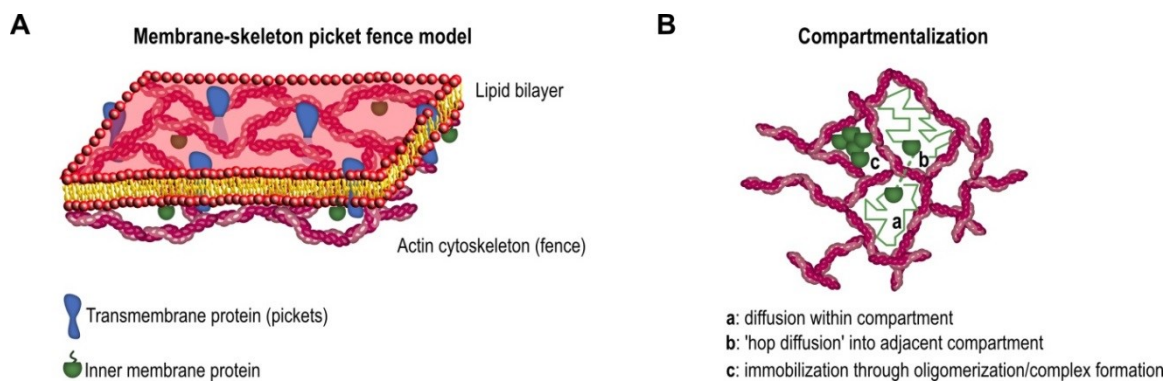 A
Membrane-skeleton picket fence model
Lipid bilayer
Actin cytoskeleton (fence)
Transmembrane protein (pickets)
Inner membrane protein
B
Compartmentalization
c
b
a
a: diffusion within compartment
b: 'hop diffusion' into adjacent compartment
c: immobilization through oligomerization/complex formation